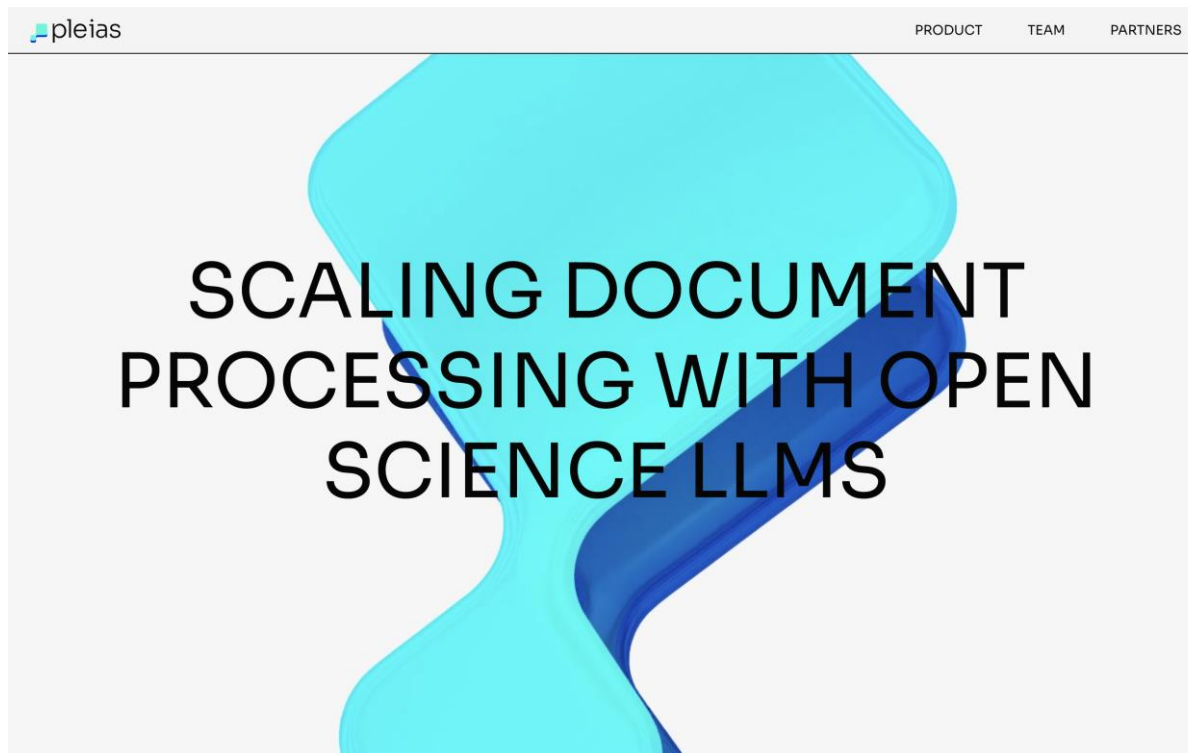 pleias
PRODUCT TEAM PARTNERS
SCALING DOCUMENT
PROCESSING WITH OPEN
SCIENCE LLMS